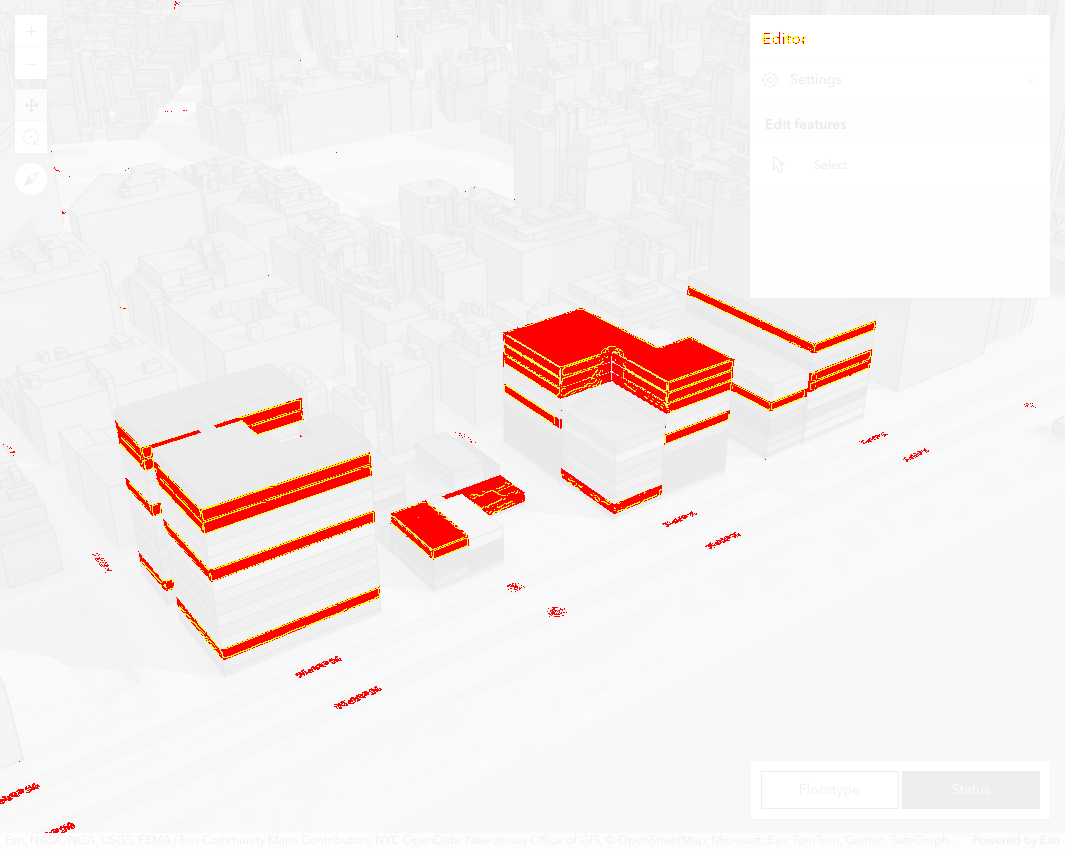 Editor
Settings
Edit features
Select
Floortype
Status
Esri, NASA, NGA, USGS, FEMA | Esri Community Maps Contributors, NYC OpenData, New Jersey Office of GIS, © OpenStreetMap, Microsoft, Esri, TomTom, Garmin, SafeGraph
Powered by Esri